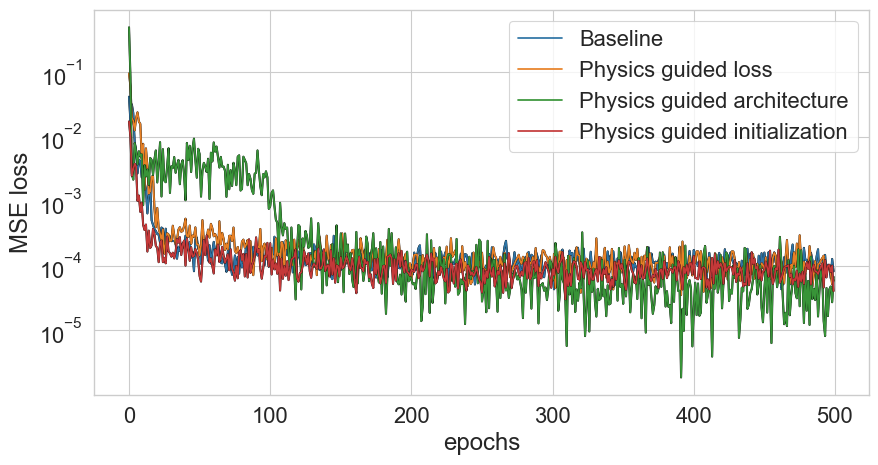 Baseline
Physics guided loss
Physics guided architecture
Physics guided initialization
MSE loss
10⁻¹
10⁻²
10⁻³
10⁻⁴
10⁻⁵
0 100 200 300 400 500
epochs